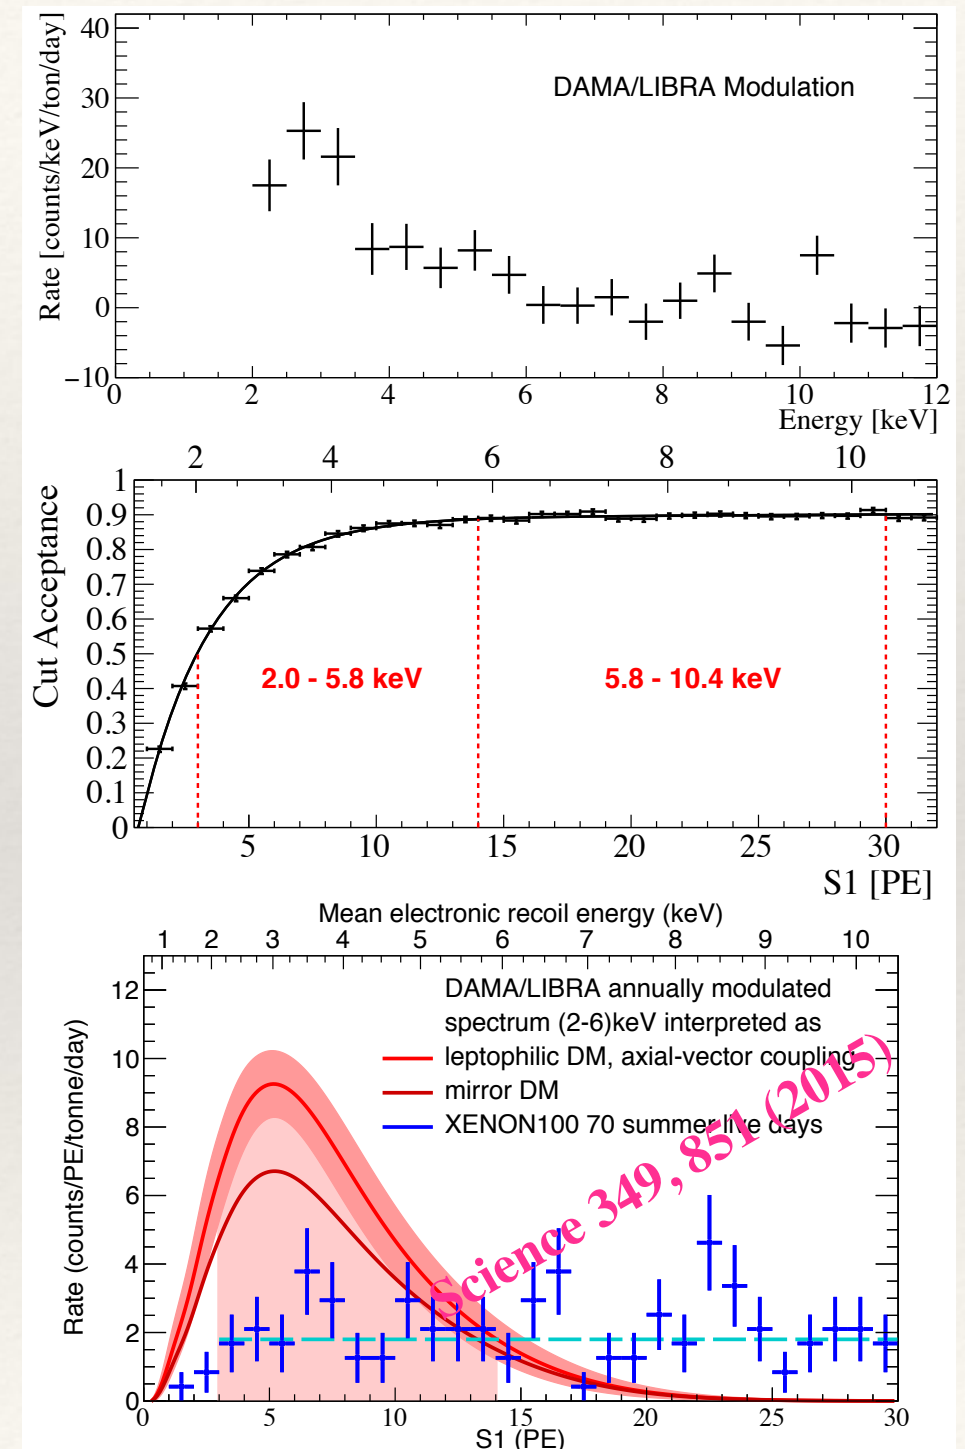 40
30
20
10
0
−10
Rate [counts/keV/ton/day]
DAMA/LIBRA Modulation
0 2 4 6 8 10 12
Energy [keV]
2 4 6 8 10
1
0.9
0.8
0.7
0.6
0.5
0.4
0.3
0.2
0.1
0
Cut Acceptance
2.0 - 5.8 keV
5.8 - 10.4 keV
5 10 15 20 25 30
S1 [PE]
Mean electronic recoil energy (keV)
1 2 3 4 5 6 7 8 9 10
12
10
8
6
4
2
0
Rate (counts/PE/tonne/day)
DAMA/LIBRA annually modulated
spectrum (2-6)keV interpreted as
leptophilic DM, axial-vector coupling
mirror DM
XENON100 70 summer live days
Science 349, 851 (2015)
0 5 10 15 20 25 30
S1 (PE)